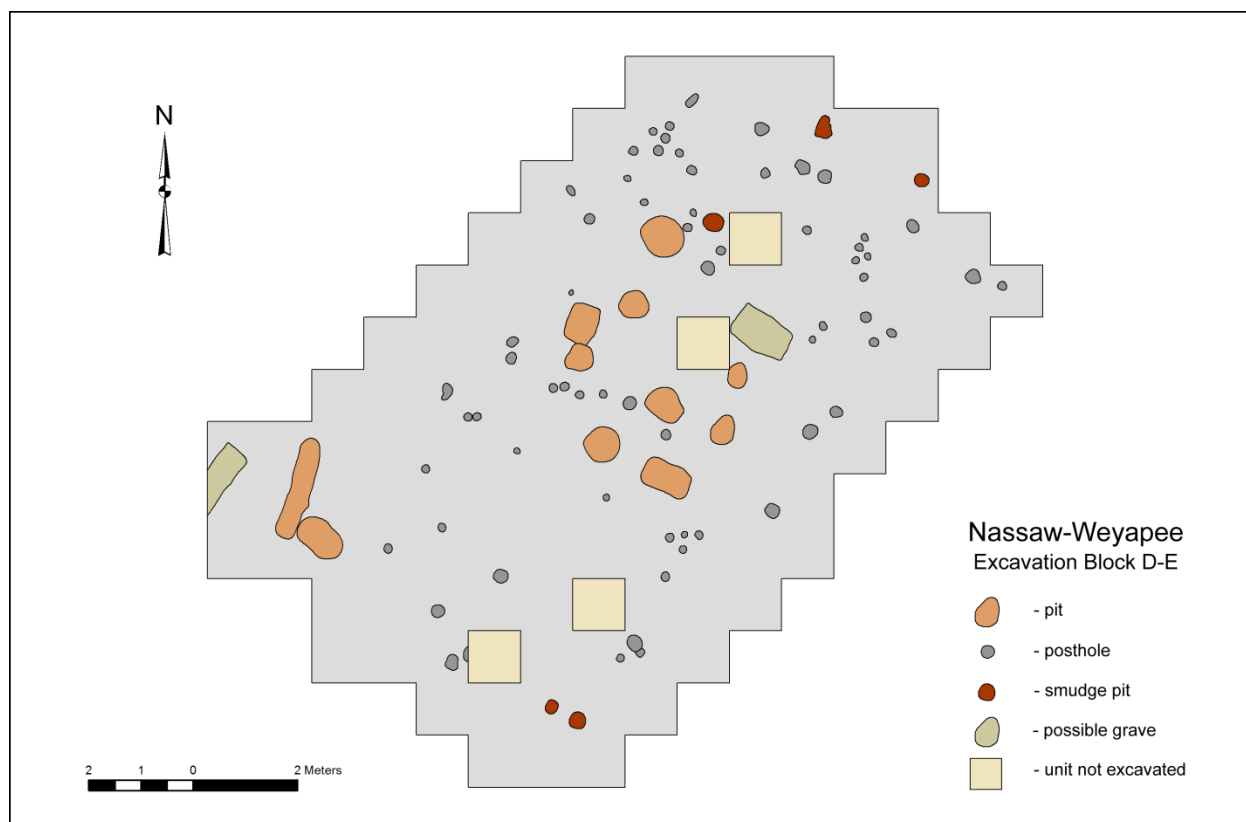 N
Nassaw-Weyapee
Excavation Block D-E
- pit
- posthole
- smudge pit
- possible grave
- unit not excavated
2 1 0 2 Meters